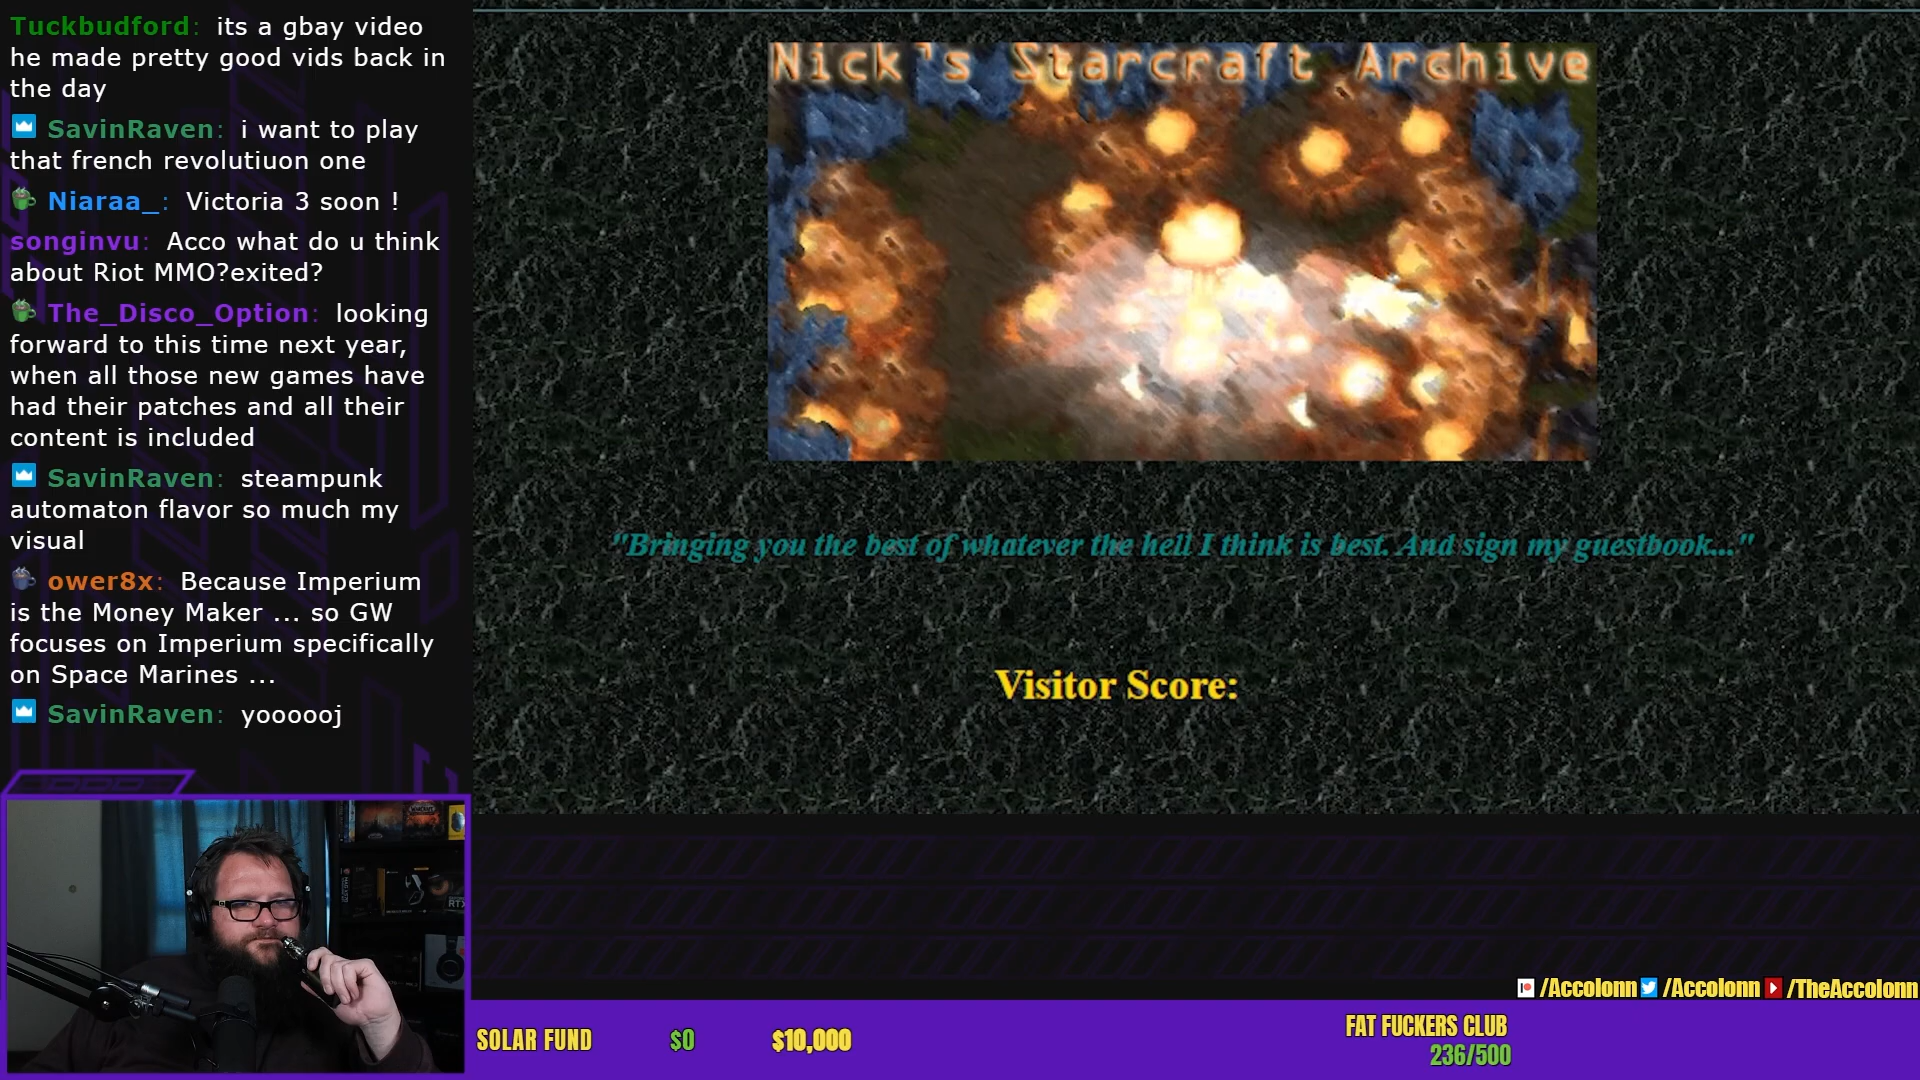 Tuckbudford: its a gbay video
he made pretty good vids back in
the day
SavinRaven: i want to play
that french revolutiuon one
Niaraa_: Victoria 3 soon !
songinvu: Acco what do u think
about Riot MMO?exited?
The_Disco_Option: looking
forward to this time next year,
when all those new games have
had their patches and all their
content is included
SavinRaven: steampunk
automaton flavor so much my
visual
ower8x: Because Imperium
is the Money Maker ... so GW
focuses on Imperium specifically
on Space Marines ...
SavinRaven: yoooooj
Nick's Starcraft Archive
"Bringing you the best of whatever the hell I think is best. And sign my guestbook..."
Visitor Score:
/Accolonn /Accolonn /TheAccolonn
SOLAR FUND $0 $10,000
FAT FUCKERS CLUB
236/500